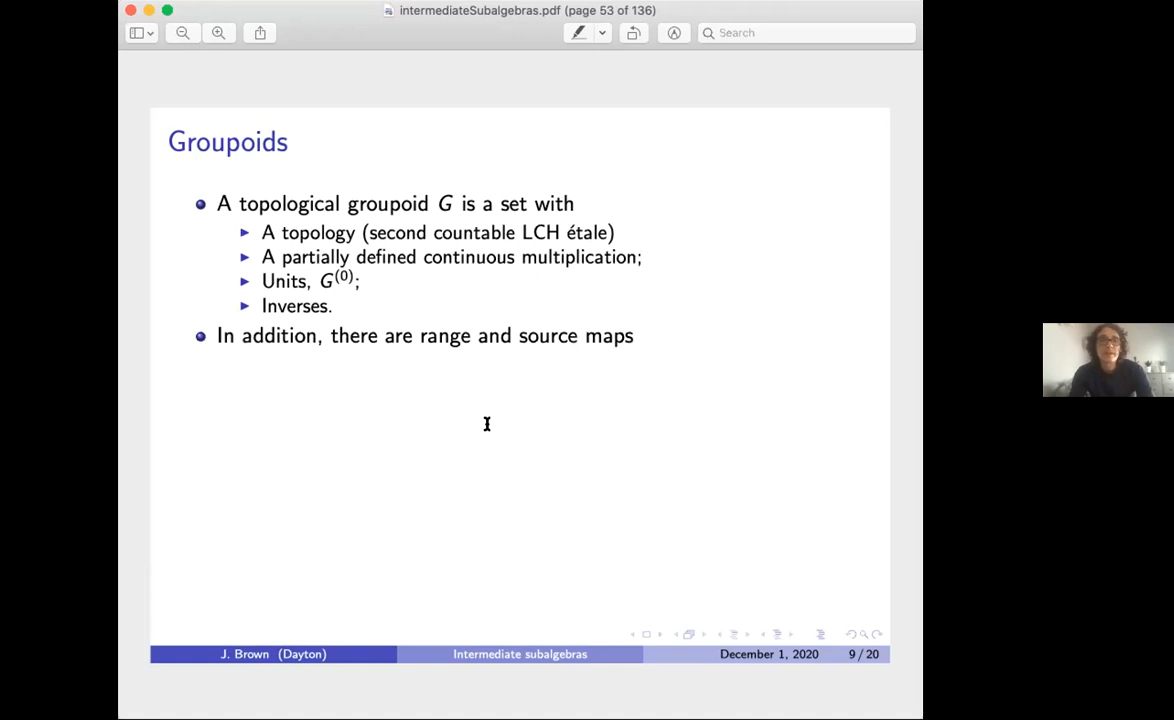 intermediateSubalgebras.pdf (page 53 of 136)
Search
Groupoids
A topological groupoid G is a set with
A topology (second countable LCH étale)
A partially defined continuous multiplication;
Units, G⁽⁰⁾;
Inverses.
In addition, there are range and source maps
J. Brown (Dayton) Intermediate subalgebras December 1, 2020 9 / 20